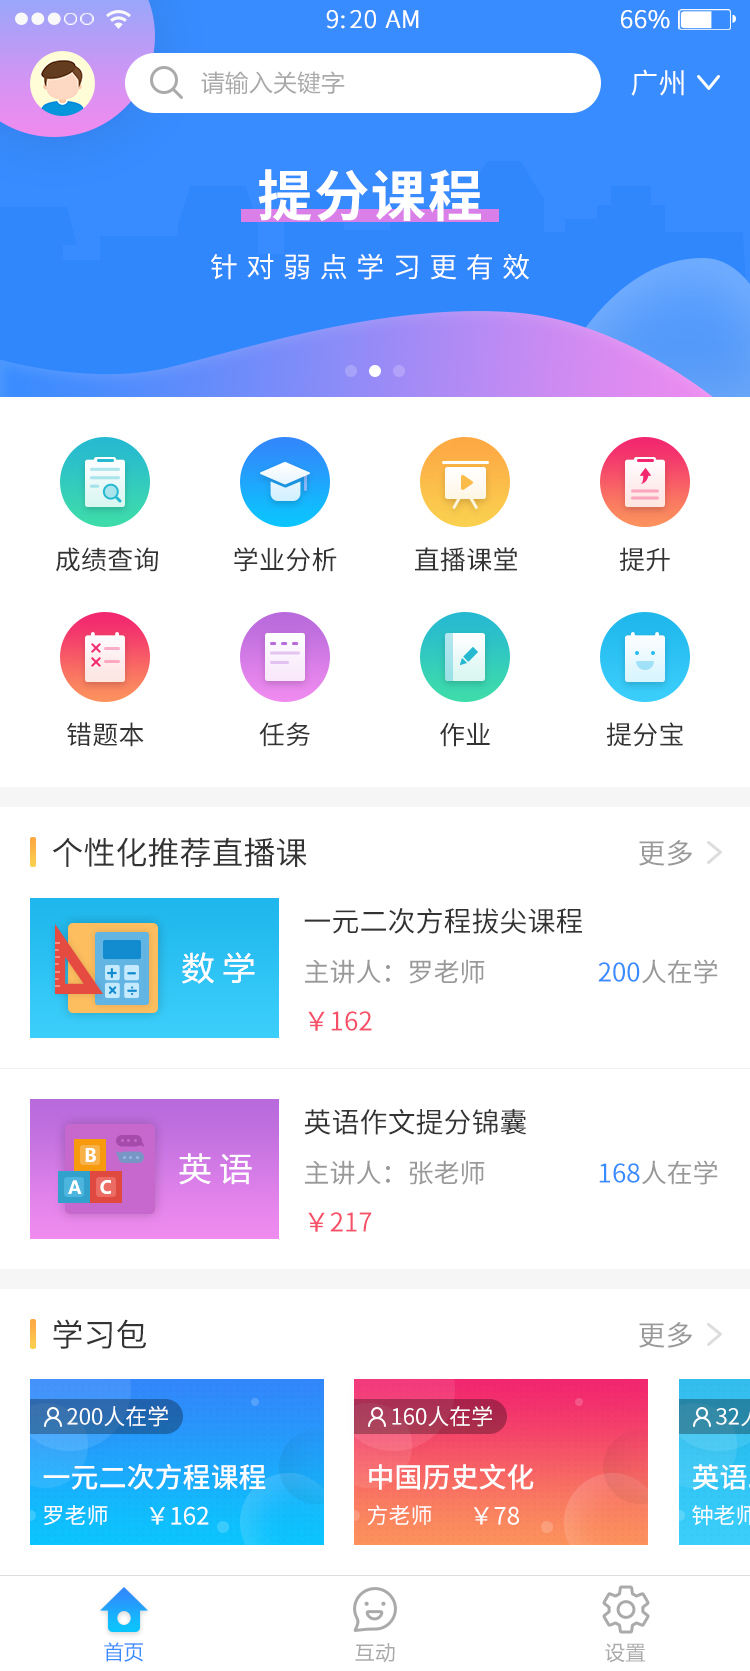 9:20 AM 66%
请输入关键字 广州
提分课程
针对弱点学习更有效
成绩查询 学业分析 直播课堂 提升
错题本 任务 作业 提分宝
个性化推荐直播课 更多
一元二次方程拔尖课程
数学
主讲人：罗老师 200人在学
￥162
英语作文提分锦囊
英语
B
A C
主讲人：张老师 168人在学
￥217
学习包 更多
200人在学 160人在学
一元二次方程课程 中国历史文化 英语
罗老师 ￥162 方老师 ￥78 钟老师
首页 互动 设置